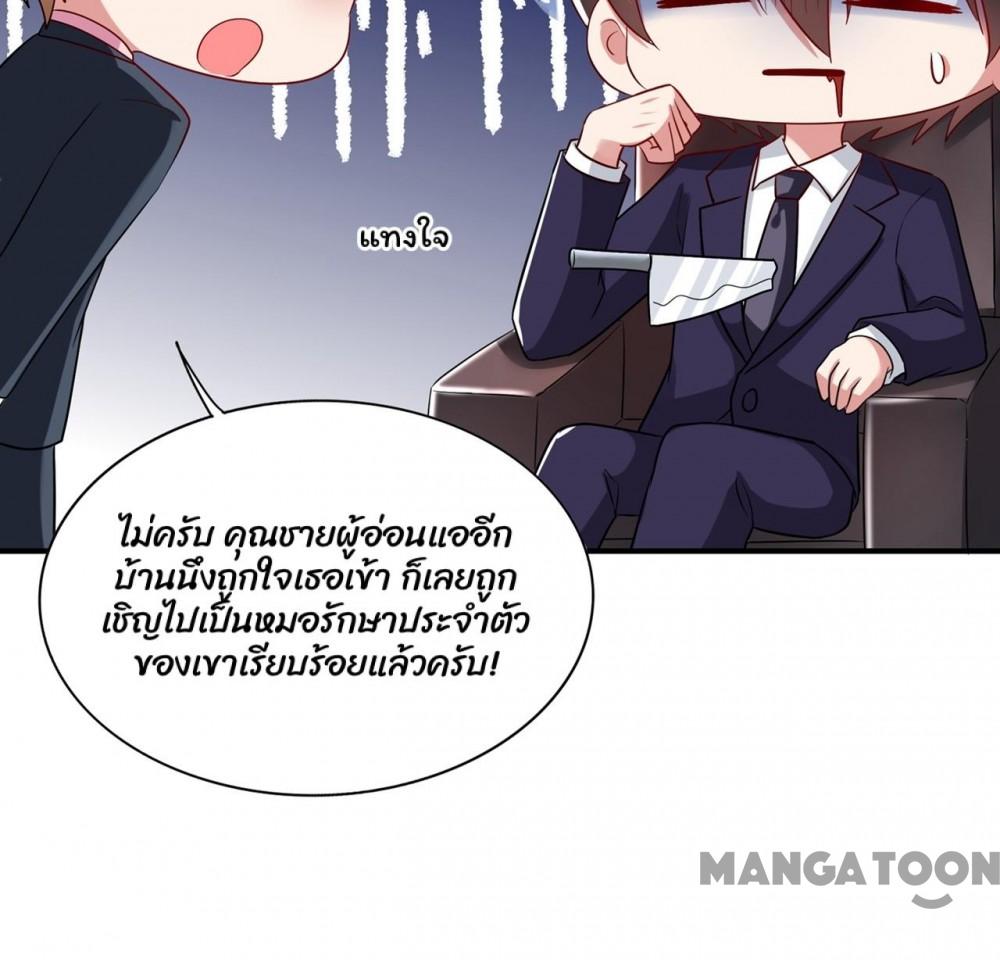 แทงใจ
ไม่ครับ คุณชายผู้อ่อนแออีก
บ้านนึงถูกใจเธอเข้า ก็เลยถูก
เชิญไปเป็นหมอรักษาประจำตัว
ของเขาเรียบร้อยแล้วครับ!
MANGATOON